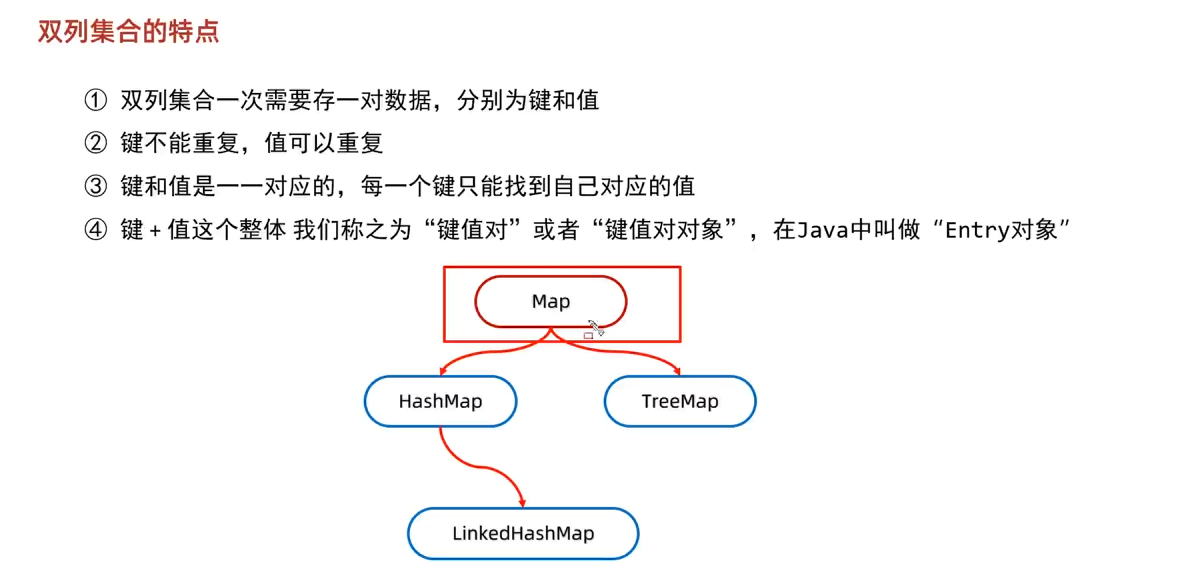 双列集合的特点
① 双列集合一次需要存一对数据，分别为键和值
② 键不能重复，值可以重复
③ 键和值是一一对应的，每一个键只能找到自己对应的值
④ 键 + 值这个整体 我们称之为“键值对”或者“键值对对象”，在Java中叫做“Entry对象”
Map
HashMap
TreeMap
LinkedHashMap